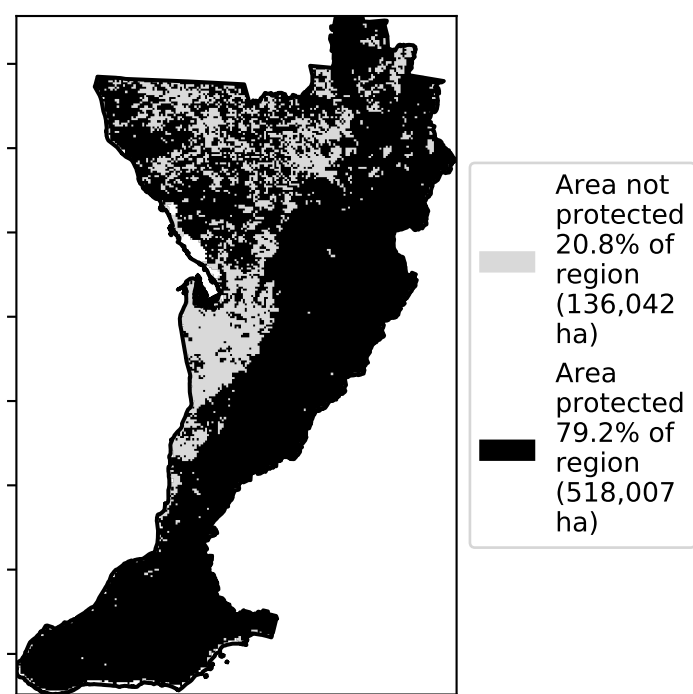 Area not
protected
20.8% of
region
(136,042
ha)
Area
protected
79.2% of
region
(518,007
ha)